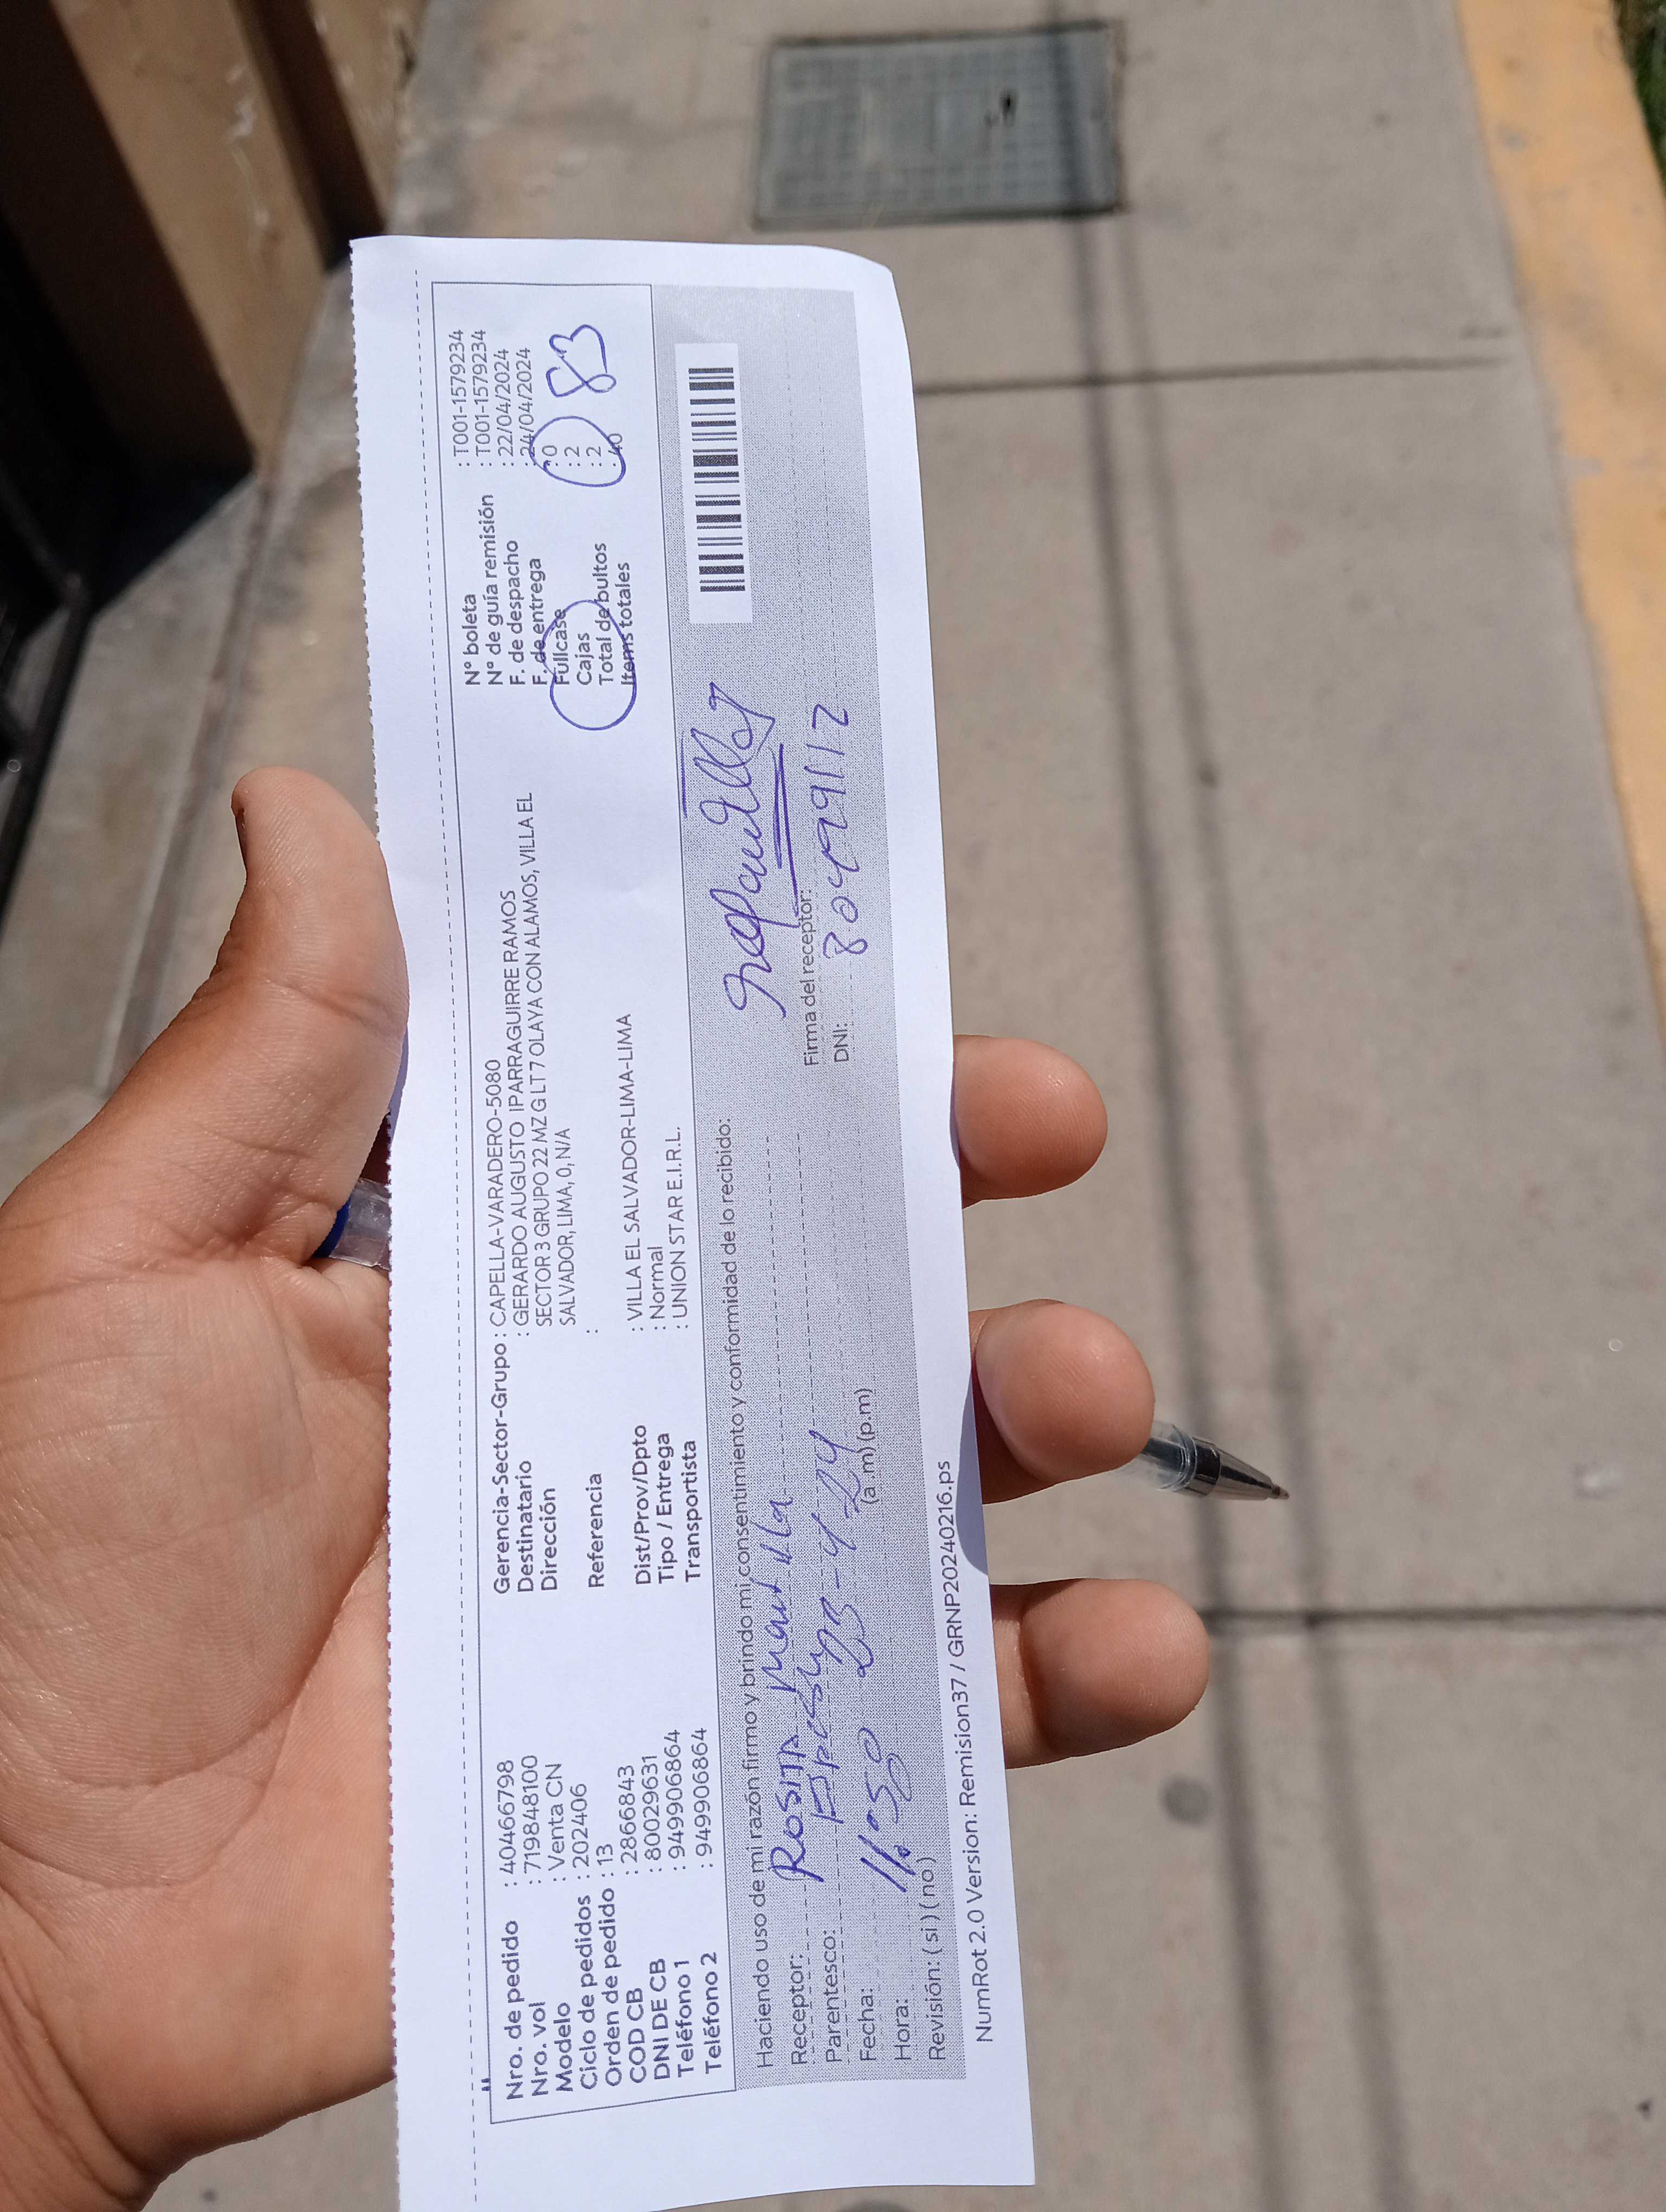 Nro. de pedido : 40466798
Nro. vol : 719848100
Modelo : Venta CN
Ciclo de pedidos : 202406
Orden de pedido : 13
COD CB : 2866843
DNI DE CB : 80029631
Teléfono 1 : 949906864
Teléfono 2 : 949906864
Gerencia-Sector-Grupo : CAPELLA-VARADERO-5080
Destinatario : GERARDO AUGUSTO IPARRAGUIRRE RAMOS
Dirección SECTOR 3 GRUPO 22 MZ G LT 7 OLAYA CON ALAMOS, VILLA EL
SALVADOR, LIMA, 0, N/A
Referencia :
Dist/Prov/Dpto : VILLA EL SALVADOR-LIMA-LIMA
Tipo / Entrega : Normal
Transportista : UNION STAR E.I.R.L.
N° boleta : T001-1579234
N° de guía remisión : T001-1579234
F. de despacho : 22/04/2024
F. de entrega : 24/04/2024
Fullcase : 0
Cajas : 2
Total de bultos : 2
Items totales : 40
83
Haciendo uso de mi razón firmo y brindo mi consentimiento y conformidad de lo recibido:
Receptor: Rosita
Parentesco: Esposa
Fecha: 23-4-24
Hora: 11:50 (a.m) (p.m)
Revisión: ( si ) ( no )
Firma del receptor:
DNI:
NumRot 2.0 Version: Remision37 / GRNP20240216.ps